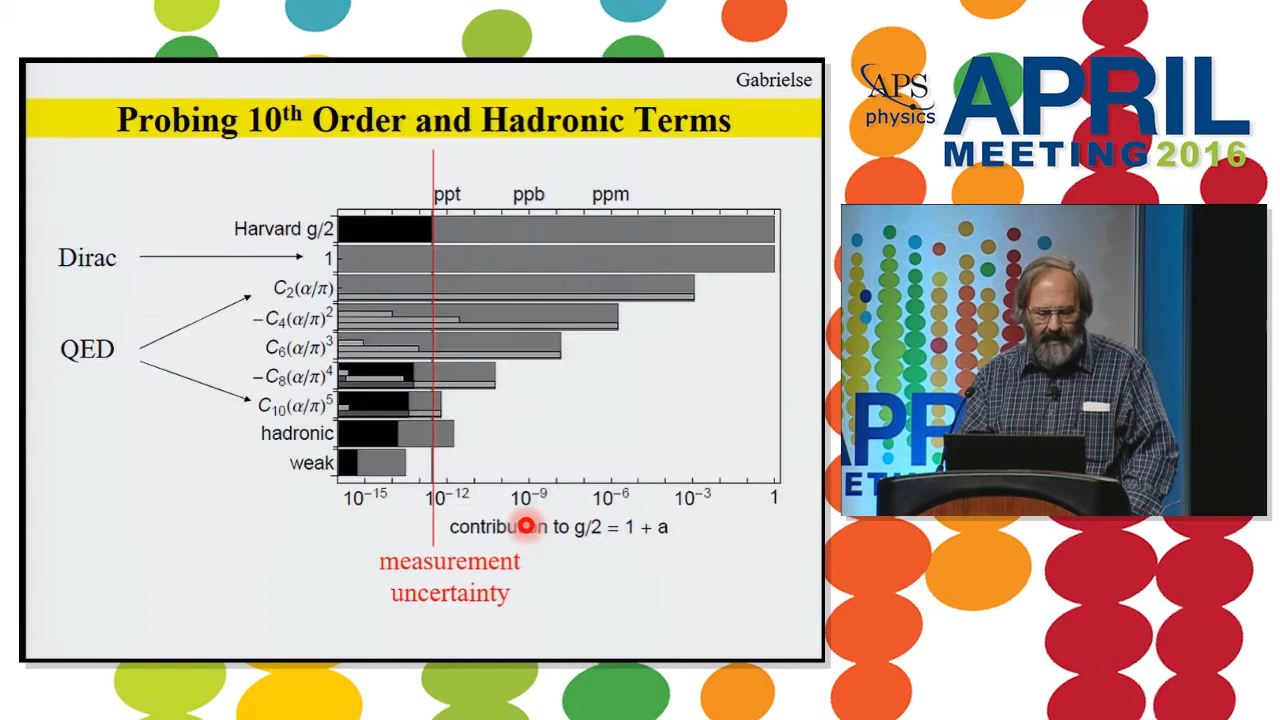 Gabrielse
Probing 10th Order and Hadronic Terms
ppt ppb ppm
Harvard g/2
Dirac
1
C₂(α/π)
−C₄(α/π)²
QED
C₆(α/π)³
−C₈(α/π)⁴
C₁₀(α/π)⁵
hadronic
weak
10⁻¹⁵ 10⁻¹² 10⁻⁹ 10⁻⁶ 10⁻³ 1
contribution to g/2 = 1 + a
measurement
uncertainty
APS
physics
APRIL
MEETING 2016